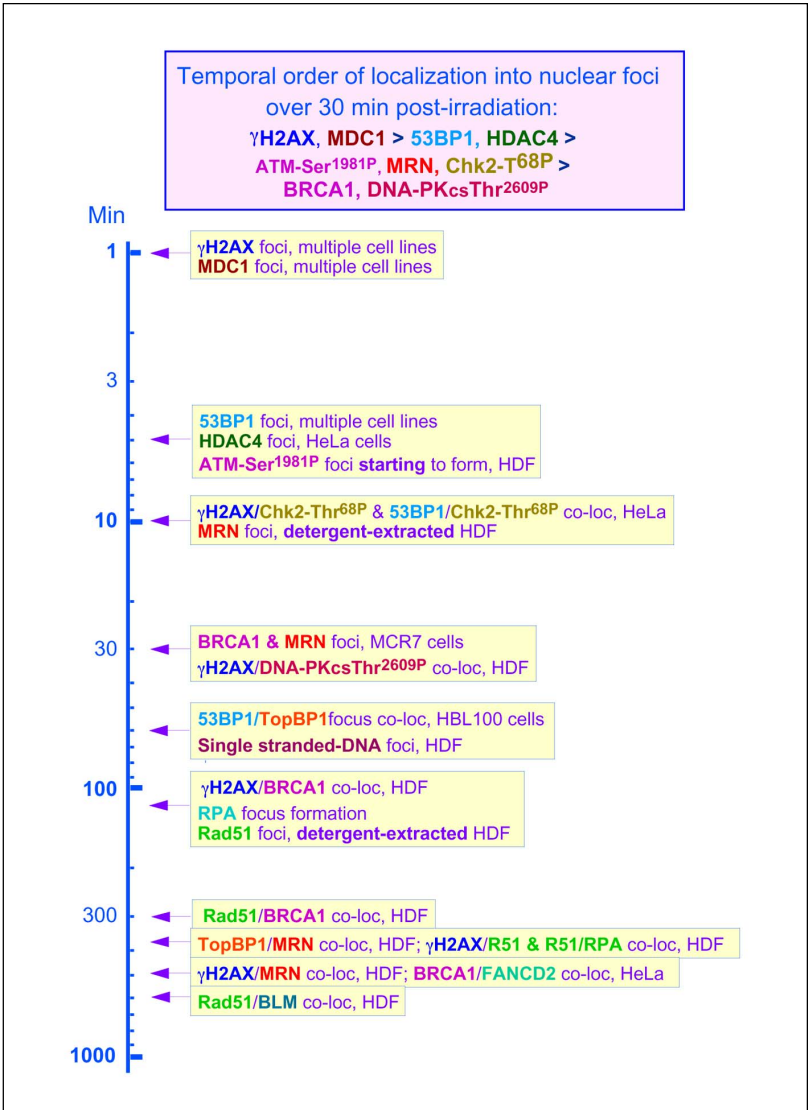 Temporal order of localization into nuclear foci
over 30 min post-irradiation:
γH2AX, MDC1 > 53BP1, HDAC4 >
ATM-Ser1981P, MRN, Chk2-T68P >
BRCA1, DNA-PKcsThr2609P
Min
1
γH2AX foci, multiple cell lines
MDC1 foci, multiple cell lines
3
53BP1 foci, multiple cell lines
HDAC4 foci, HeLa cells
ATM-Ser1981P foci starting to form, HDF
10
γH2AX/Chk2-Thr68P & 53BP1/Chk2-Thr68P co-loc, HeLa
MRN foci, detergent-extracted HDF
30
BRCA1 & MRN foci, MCR7 cells
γH2AX/DNA-PKcsThr2609P co-loc, HDF
53BP1/TopBP1focus co-loc, HBL100 cells
Single stranded-DNA foci, HDF
100
γH2AX/BRCA1 co-loc, HDF
RPA focus formation
Rad51 foci, detergent-extracted HDF
300
Rad51/BRCA1 co-loc, HDF
TopBP1/MRN co-loc, HDF; γH2AX/R51 & R51/RPA co-loc, HDF
γH2AX/MRN co-loc, HDF; BRCA1/FANCD2 co-loc, HeLa
Rad51/BLM co-loc, HDF
1000